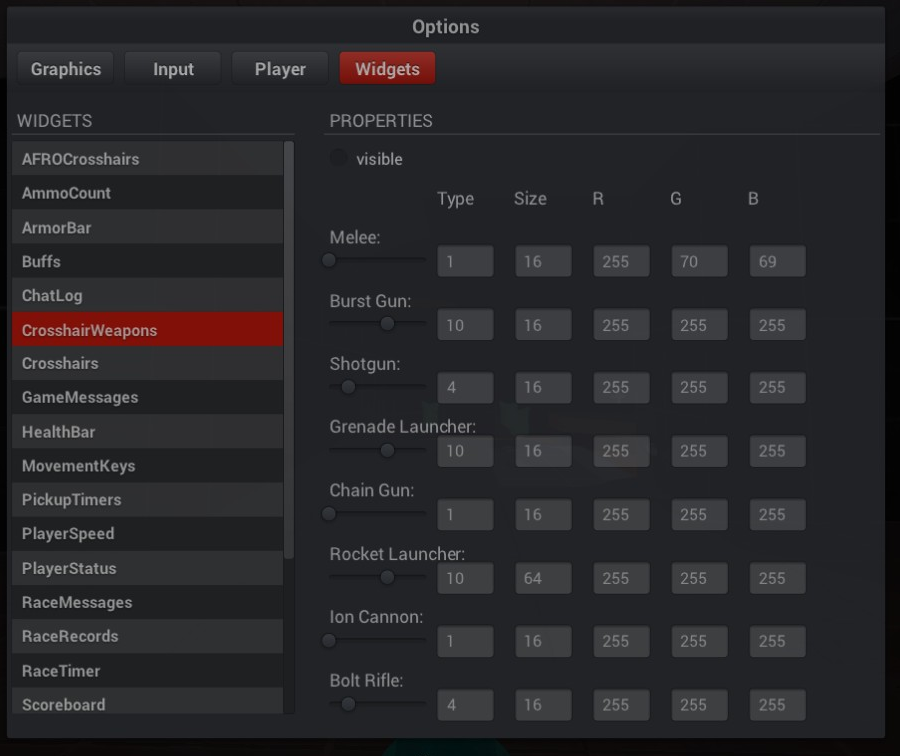 Options
Graphics Input Player Widgets
WIDGETS
AFROCrosshairs
AmmoCount
ArmorBar
Buffs
ChatLog
CrosshairWeapons
Crosshairs
GameMessages
HealthBar
MovementKeys
PickupTimers
PlayerSpeed
PlayerStatus
RaceMessages
RaceRecords
RaceTimer
Scoreboard
PROPERTIES
visible
Type Size R G B
Melee:
1 16 255 70 69
Burst Gun:
10 16 255 255 255
Shotgun:
4 16 255 255 255
Grenade Launcher:
10 16 255 255 255
Chain Gun:
1 16 255 255 255
Rocket Launcher:
10 64 255 255 255
Ion Cannon:
1 16 255 255 255
Bolt Rifle:
4 16 255 255 255